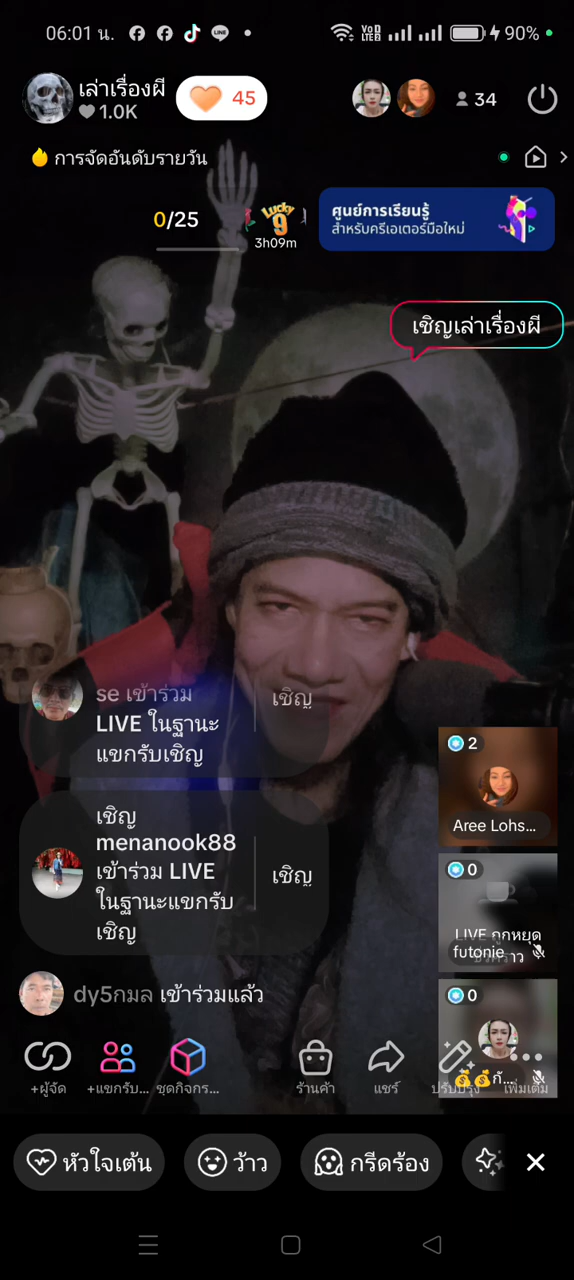 06:01 น.
90%
เล่าเรื่องผี
1.0K
45
34
การจัดอันดับรายวัน
0/25
Lucky 9
3h09m
ศูนย์การเรียนรู้
สำหรับครีเอเตอร์มือใหม่
เชิญเล่าเรื่องผี
se เข้าร่วม
LIVE ในฐานะ
แขกรับเชิญ
เชิญ
เชิญ
menanook88
เข้าร่วม LIVE
ในฐานะแขกรับ
เชิญ
เชิญ
dy5กมล เข้าร่วมแล้ว
2
Aree Lohs...
0
LIVE ถูกหยุด
futonie
0
+ผู้จัด
+แขกรับ...
ชุดกิจกร...
ร้านค้า
แชร์
ปรับปรุง
เพิ่มเติม
หัวใจเต้น
ว้าว
กรีดร้อง